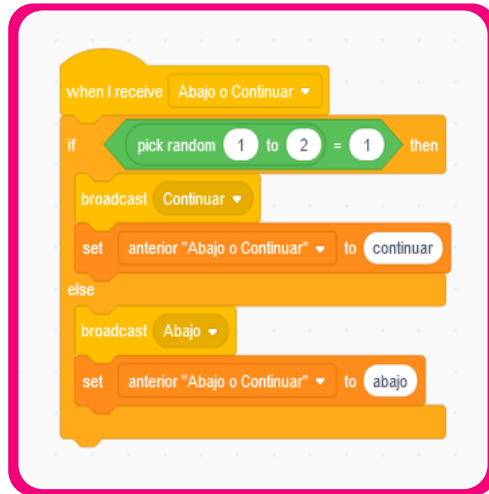 when I receive Abajo o Continuar
if pick random 1 to 2 = 1 then
broadcast Continuar
set anterior "Abajo o Continuar" to continuar
else
broadcast Abajo
set anterior "Abajo o Continuar" to abajo